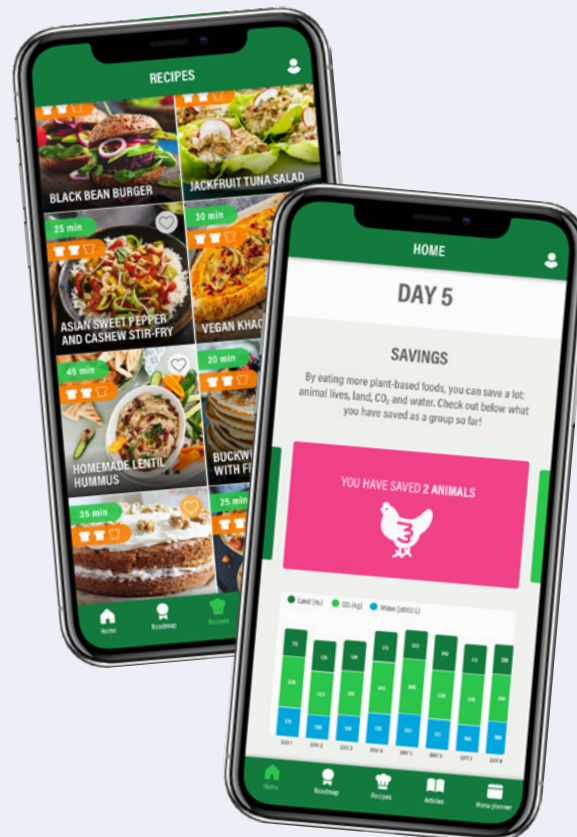 RECIPES
BLACK BEAN BURGER
JACKFRUIT TUNA SALAD
25 min
30 min
ASIAN SWEET PEPPER
AND CASHEW STIR-FRY
VEGAN KHAC
45 min
20 min
HOMEMADE LENTIL
HUMMUS
BUCKW
WITH FR
35 min
25 min
Home
Roadmap
Recipes
HOME
DAY 5
SAVINGS
By eating more plant-based foods, you can save a lot:
animal lives, land, CO₂ and water. Check out below what
you have saved as a group so far!
YOU HAVE SAVED 2 ANIMALS
3
Land (m²) CO₂ (kg) Water (x1000 L)
DAY 1 DAY 2 DAY 3 DAY 4 DAY 5 DAY 6 DAY 7 DAY 8
Home
Roadmap
Recipes
Articles
Menu planner